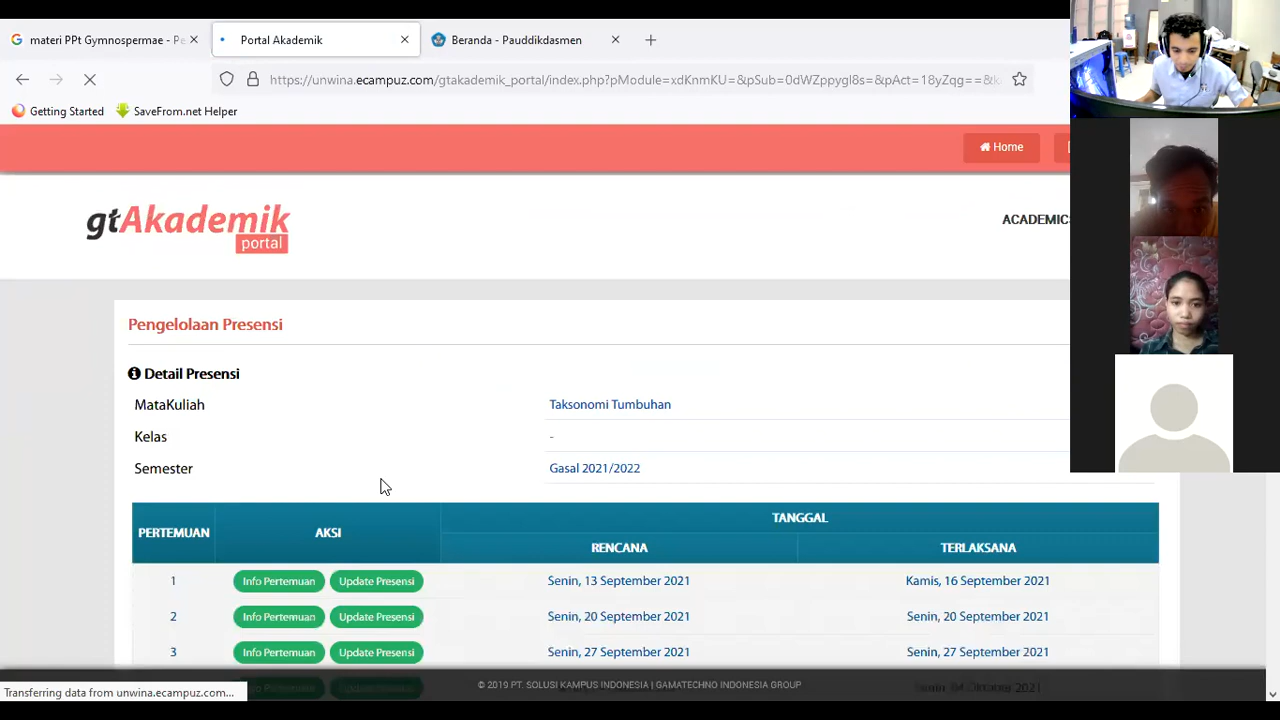 materi PPt Gymnospermae - Pe
Portal Akademik
Beranda - Pauddikdasmen
https://unwina.ecampuz.com/gtakademik_portal/index.php?pModule=xdKnmKU=&pSub=0dWZppygl8s=&pAct=18yZqg==&
Getting Started
SaveFrom.net Helper
Home
gtAkademik
portal
ACADEMIC
Pengelolaan Presensi
Detail Presensi
MataKuliah
Taksonomi Tumbuhan
Kelas
-
Semester
Gasal 2021/2022
PERTEMUAN
AKSI
TANGGAL
RENCANA
TERLAKSANA
1 Info Pertemuan Update Presensi Senin, 13 September 2021 Kamis, 16 September 2021
2 Info Pertemuan Update Presensi Senin, 20 September 2021 Senin, 20 September 2021
3 Info Pertemuan Update Presensi Senin, 27 September 2021 Senin, 27 September 2021
© 2019 PT. SOLUSI KAMPUS INDONESIA | GAMATECHNO INDONESIA GROUP
Transferring data from unwina.ecampuz.com...